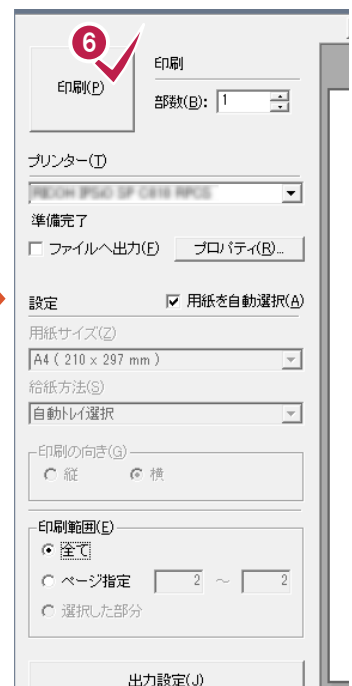 6
印刷(P)
印刷
部数(B): 1
プリンター(T)
準備完了
ファイルへ出力(F) プロパティ(R)...
設定 用紙を自動選択(A)
用紙サイズ(Z)
A4 ( 210 x 297 mm )
給紙方法(S)
自動トレイ選択
印刷の向き(G)
縦 横
印刷範囲(E)
全て
ページ指定 2 ～ 2
選択した部分
出力設定(J)